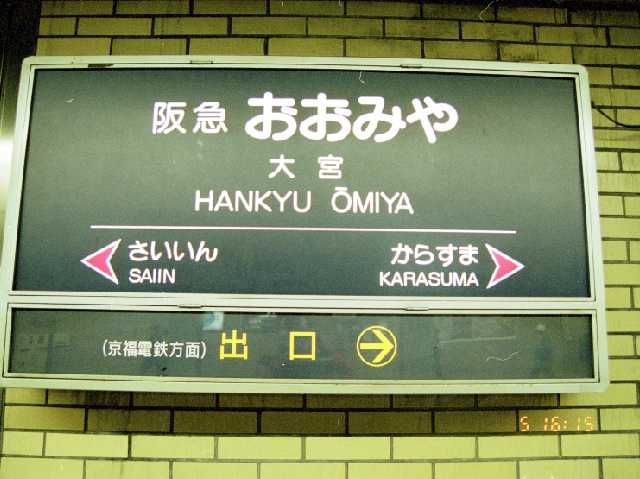 阪急 おおみや
大宮
HANKYU ŌMIYA
さいいん からすま
SAIIN KARASUMA
(京福電鉄方面) 出口
5 16:15